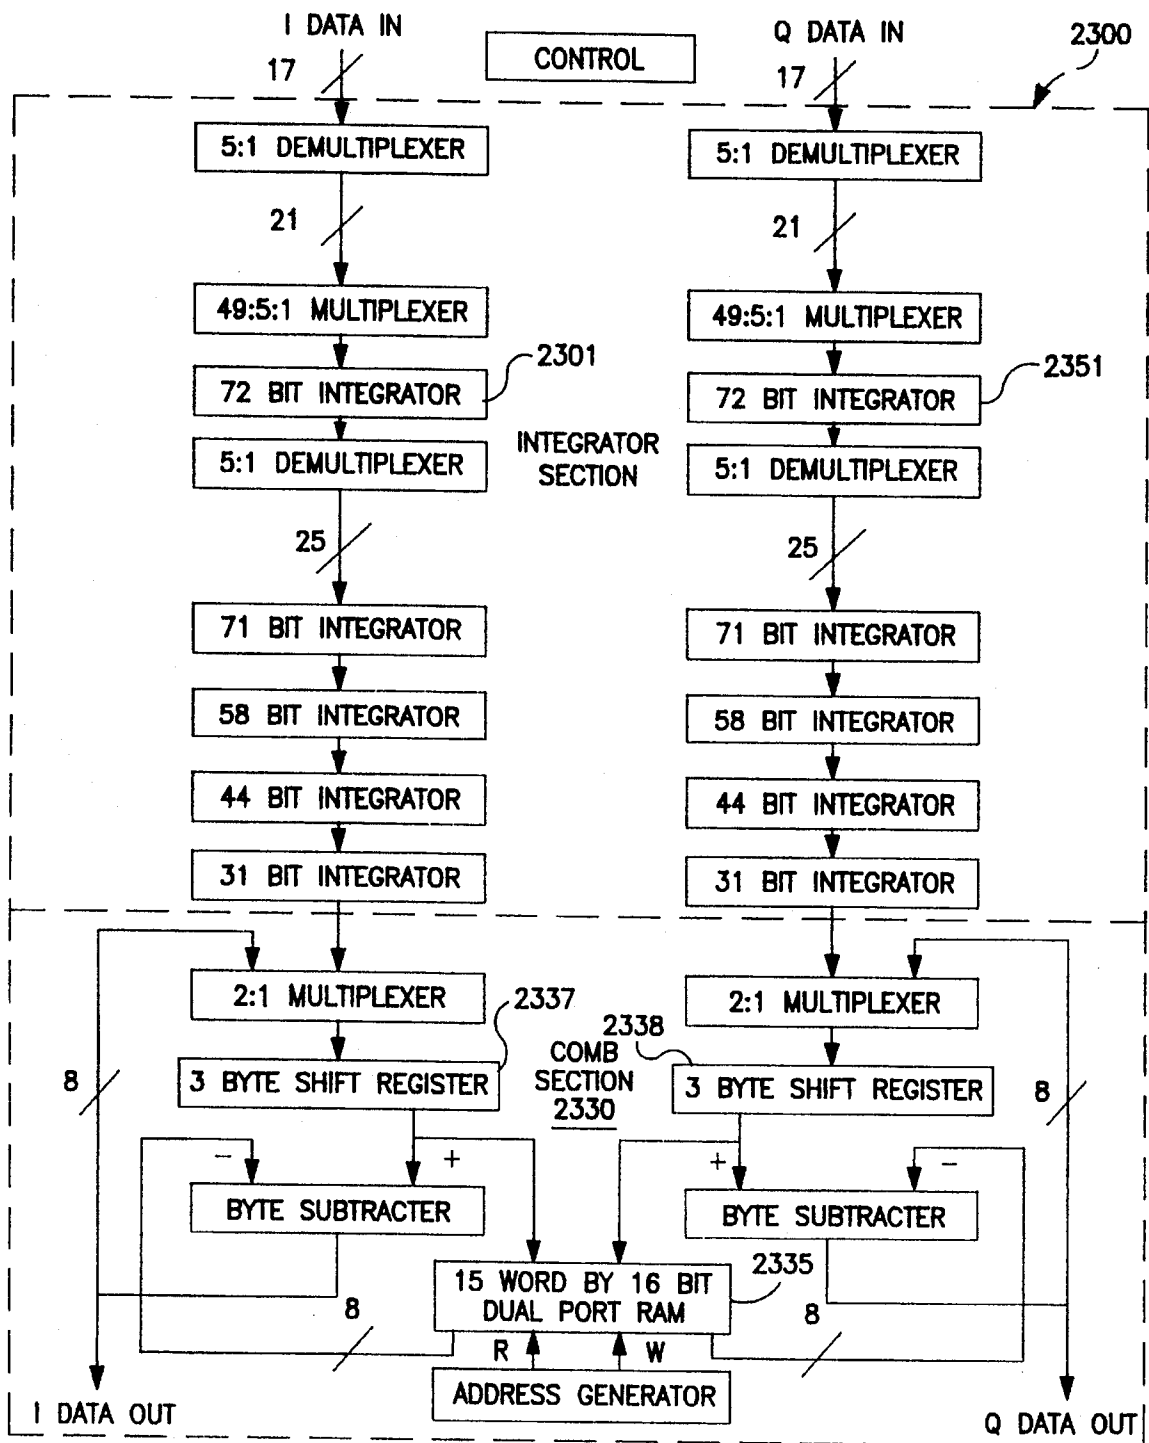 I DATA IN
CONTROL
Q DATA IN
2300
17
17
5:1 DEMULTIPLEXER
5:1 DEMULTIPLEXER
21
21
49:5:1 MULTIPLEXER
49:5:1 MULTIPLEXER
2301
2351
72 BIT INTEGRATOR
72 BIT INTEGRATOR
INTEGRATOR
SECTION
5:1 DEMULTIPLEXER
5:1 DEMULTIPLEXER
25
25
71 BIT INTEGRATOR
71 BIT INTEGRATOR
58 BIT INTEGRATOR
58 BIT INTEGRATOR
44 BIT INTEGRATOR
44 BIT INTEGRATOR
31 BIT INTEGRATOR
31 BIT INTEGRATOR
2:1 MULTIPLEXER
2337
2:1 MULTIPLEXER
2338
COMB
SECTION
2330
8
3 BYTE SHIFT REGISTER
3 BYTE SHIFT REGISTER
8
−
+
+
−
BYTE SUBTRACTER
BYTE SUBTRACTER
15 WORD BY 16 BIT
DUAL PORT RAM
2335
8
8
R
W
ADDRESS GENERATOR
I DATA OUT
Q DATA OUT